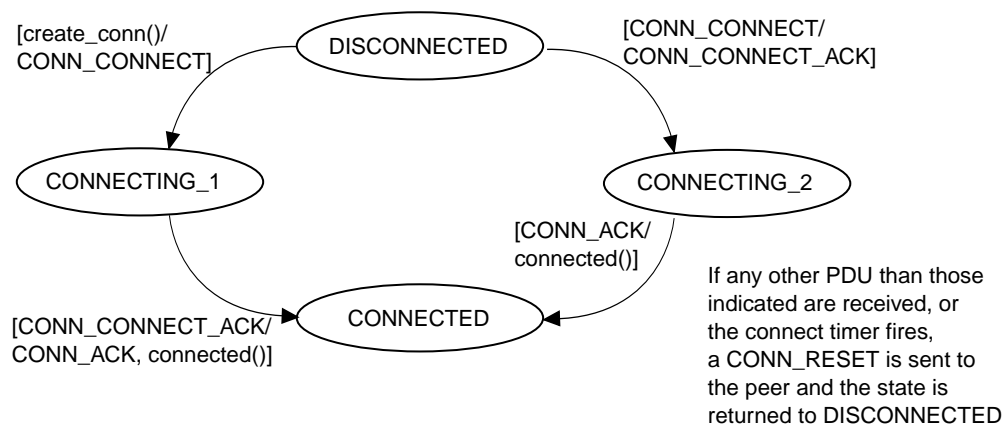 [create_conn()/
CONN_CONNECT]
DISCONNECTED
[CONN_CONNECT/
CONN_CONNECT_ACK]
CONNECTING_1
CONNECTING_2
[CONN_ACK/
connected()]
[CONN_CONNECT_ACK/
CONN_ACK, connected()]
CONNECTED
If any other PDU than those
indicated are received, or
the connect timer fires,
a CONN_RESET is sent to
the peer and the state is
returned to DISCONNECTED